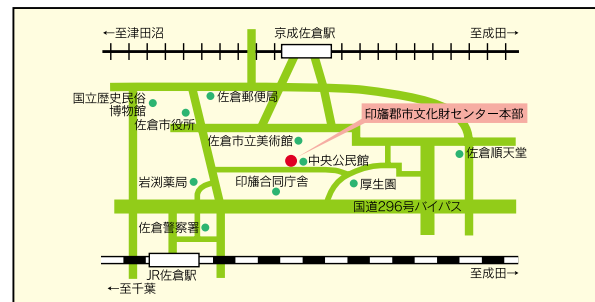 ←至津田沼
京成佐倉駅
至成田→
国立歴史民俗
博物館
佐倉郵便局
佐倉市役所
印旛郡市文化財センター本部
佐倉市立美術館
中央公民館
佐倉順天堂
岩渕薬局
印旛合同庁舎
厚生園
国道296号バイパス
佐倉警察署
JR佐倉駅
至成田→
←至千葉